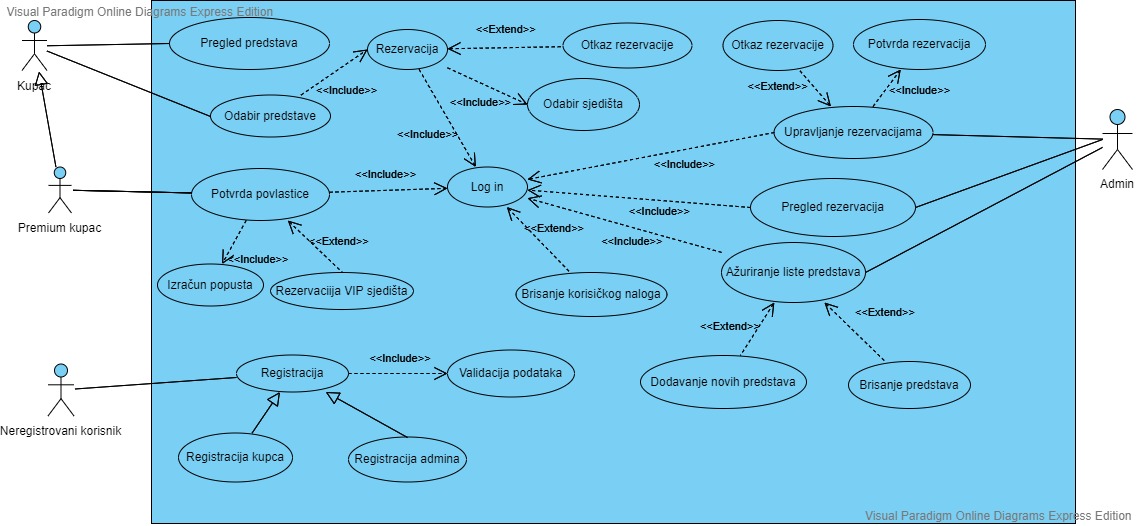 Visual Paradigm Online Diagrams Express Edition
Kupac
Pregled predstava
Rezervacija
<<Extend>>
Otkaz rezervacije
Otkaz rezervacije
Potvrda rezervacija
<<Include>>
Odabir predstave
<<Include>>
Odabir sjedišta
<<Extend>>
<<Include>>
Upravljanje rezervacijama
<<Include>>
<<Include>>
Admin
Premium kupac
Potvrda povlastice
<<Include>>
Log in
<<Include>>
Pregled rezervacija
<<Extend>>
<<Extend>>
<<Include>>
<<Include>>
Izračun popusta
Rezervaciija VIP sjedišta
Brisanje korisičkog naloga
Ažuriranje liste predstava
<<Extend>>
<<Extend>>
Neregistrovani korisnik
Registracija
<<Include>>
Validacija podataka
Dodavanje novih predstava
Brisanje predstava
Registracija kupca
Registracija admina
Visual Paradigm Online Diagrams Express Edition